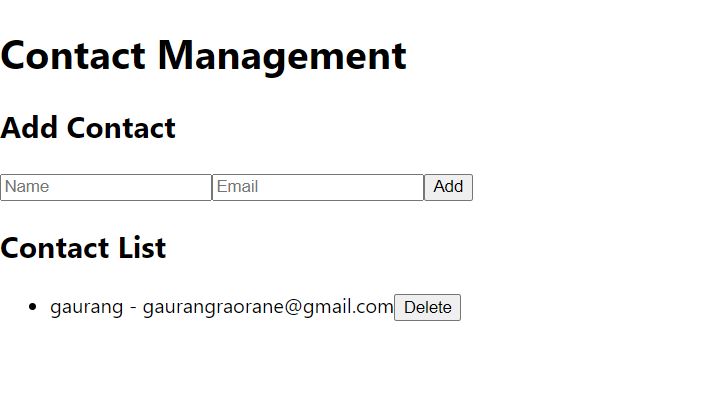 Contact Management
Add Contact
Name Email Add
Contact List
gaurang - gaurangraorane@gmail.com Delete